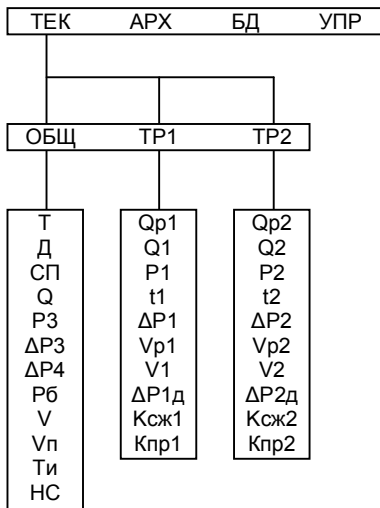 ТЕК АРХ БД УПР
ОБЩ ТР1 ТР2
Т Qр1 Qр2
Д Q1 Q2
СП Р1 Р2
Q t1 t2
Р3 ΔР1 ΔР2
ΔР3 Vр1 Vр2
ΔР4 V1 V2
Рб ΔР1д ΔР2д
V Ксж1 Ксж2
Vп Кпр1 Кпр2
Ти
НС